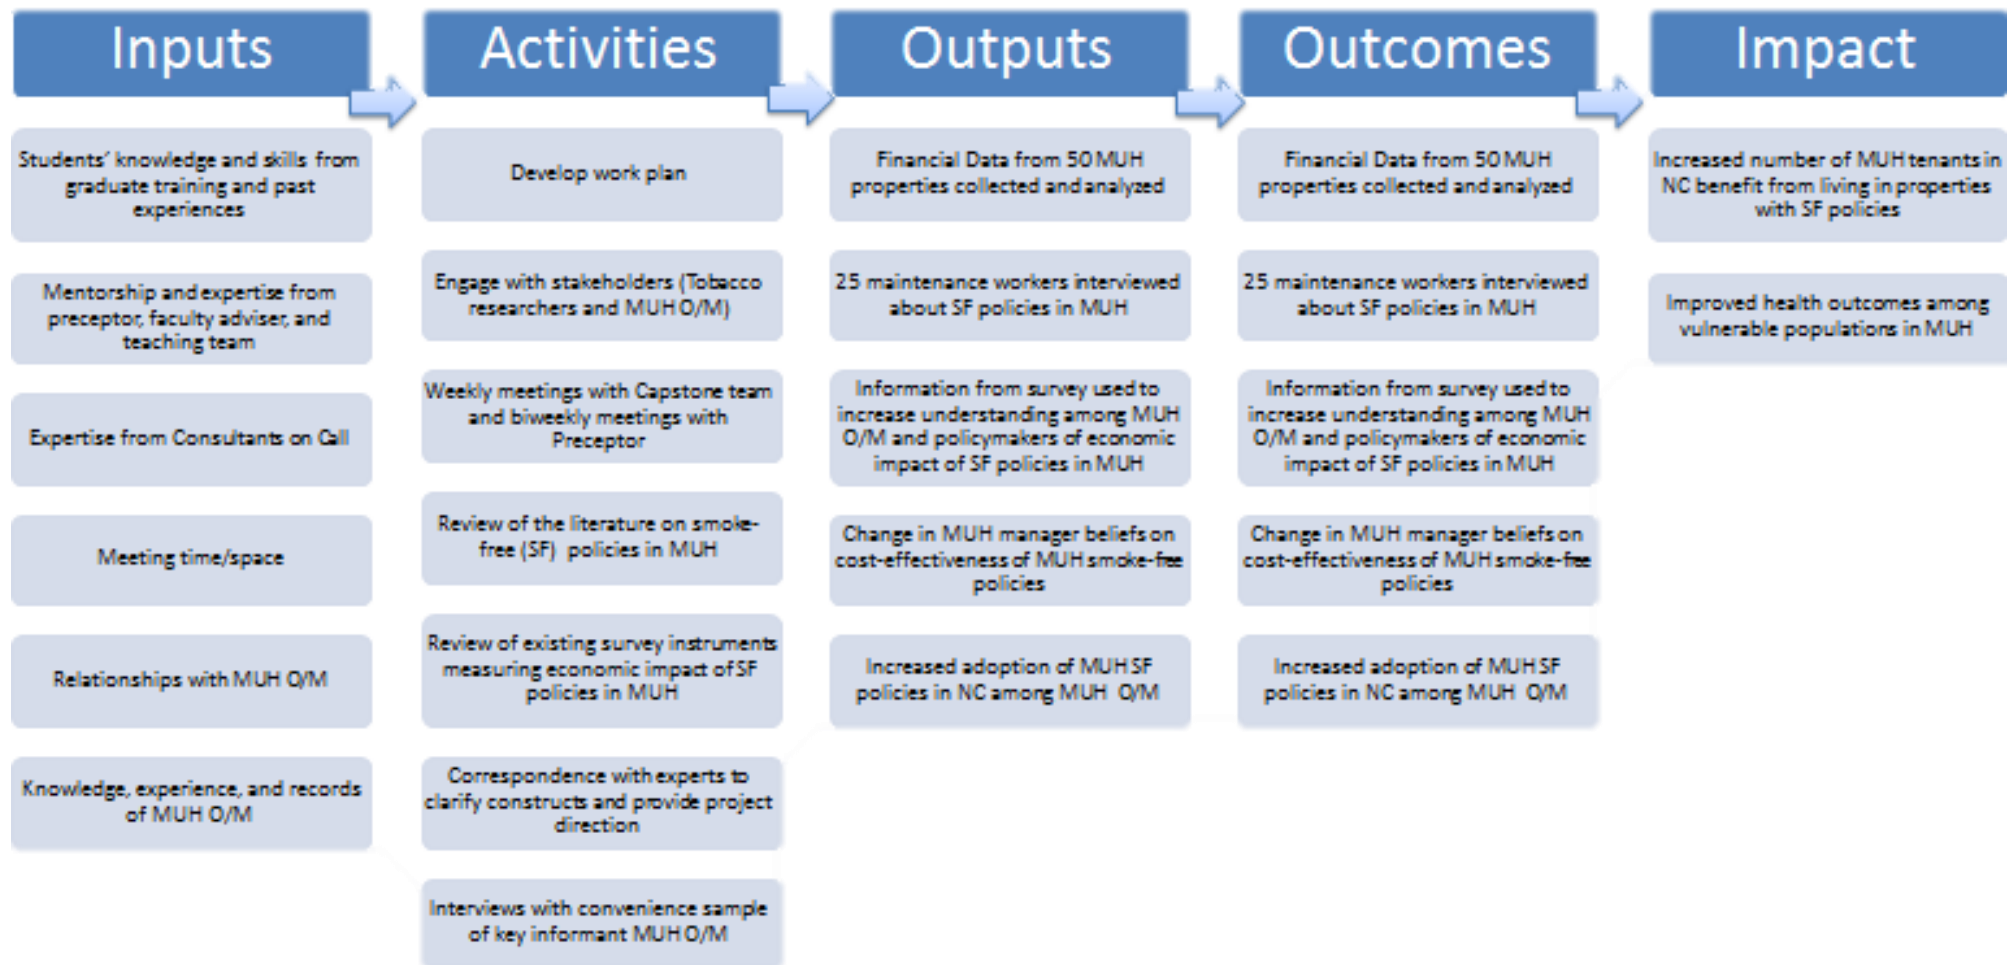 Inputs
Students' knowledge and skills from
graduate training and past
experiences
Mentorship and expertise from
preceptor, faculty adviser, and
teaching team
Expertise from Consultants on Call
Meeting time/space
Relationships with MUH O/M
Knowledge, experience, and records
of MUH O/M
Activities
Develop work plan
Engage with stakeholders (Tobacco
researchers and MUH O/M)
Weekly meetings with Capstone team
and biweekly meetings with
Preceptor
Review of the literature on smoke-
free (SF) policies in MUH
Review of existing survey instruments
measuring economic impact of SF
policies in MUH
Correspondence with experts to
clarify constructs and provide project
direction
Interviews with convenience sample
of key informant MUH O/M
Outputs
Financial Data from 50 MUH
properties collected and analyzed
25 maintenance workers interviewed
about SF policies in MUH
Information from survey used to
increase understanding among MUH
O/M and policymakers of economic
impact of SF policies in MUH
Change in MUH manager beliefs on
cost-effectiveness of MUH smoke-free
policies
Increased adoption of MUH SF
policies in NC among MUH O/M
Outcomes
Financial Data from 50 MUH
properties collected and analyzed
25 maintenance workers interviewed
about SF policies in MUH
Information from survey used to
increase understanding among MUH
O/M and policymakers of economic
impact of SF policies in MUH
Change in MUH manager beliefs on
cost-effectiveness of MUH smoke-free
policies
Increased adoption of MUH SF
policies in NC among MUH O/M
Impact
Increased number of MUH tenants in
NC benefit from living in properties
with SF policies
Improved health outcomes among
vulnerable populations in MUH